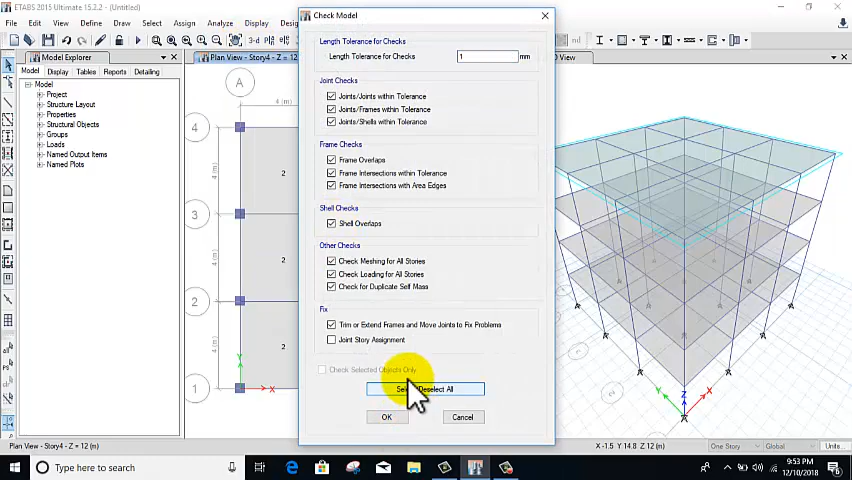 ETABS 2015 Ultimate 15.2.2 - (Untitled)
File Edit View Define Draw Select Assign Analyze Display
3-d
nd
Model Explorer
Model Display Tables Reports Detailing
Model
Project
Structure Layout
Properties
Structural Objects
Groups
Loads
Named Output Items
Named Plots
Plan View - Story4 - Z = 12
D View
A
4 (m)
4
3
2
1
4 (m)
4 (m)
4 (m)
2
2
2
Y
X
Check Model
Length Tolerance for Checks
Length Tolerance for Checks 1 mm
Joint Checks
Joints/Joints within Tolerance
Joints/Frames within Tolerance
Joints/Shells within Tolerance
Frame Checks
Frame Overlaps
Frame Intersections within Tolerance
Frame Intersections with Area Edges
Shell Checks
Shell Overlaps
Other Checks
Check Meshing for All Stories
Check Loading for All Stories
Check for Duplicate Self Mass
Fix
Trim or Extend Frames and Move Joints to Fix Problems
Joint Story Assignment
Check Selected Objects Only
Deselect All
OK Cancel
Y Z X
Plan View - Story4 - Z = 12 (m)
X -1.5 Y 14.8 Z 12 (m)
One Story
Global
Units...
Type here to search
9:53 PM
12/10/2018